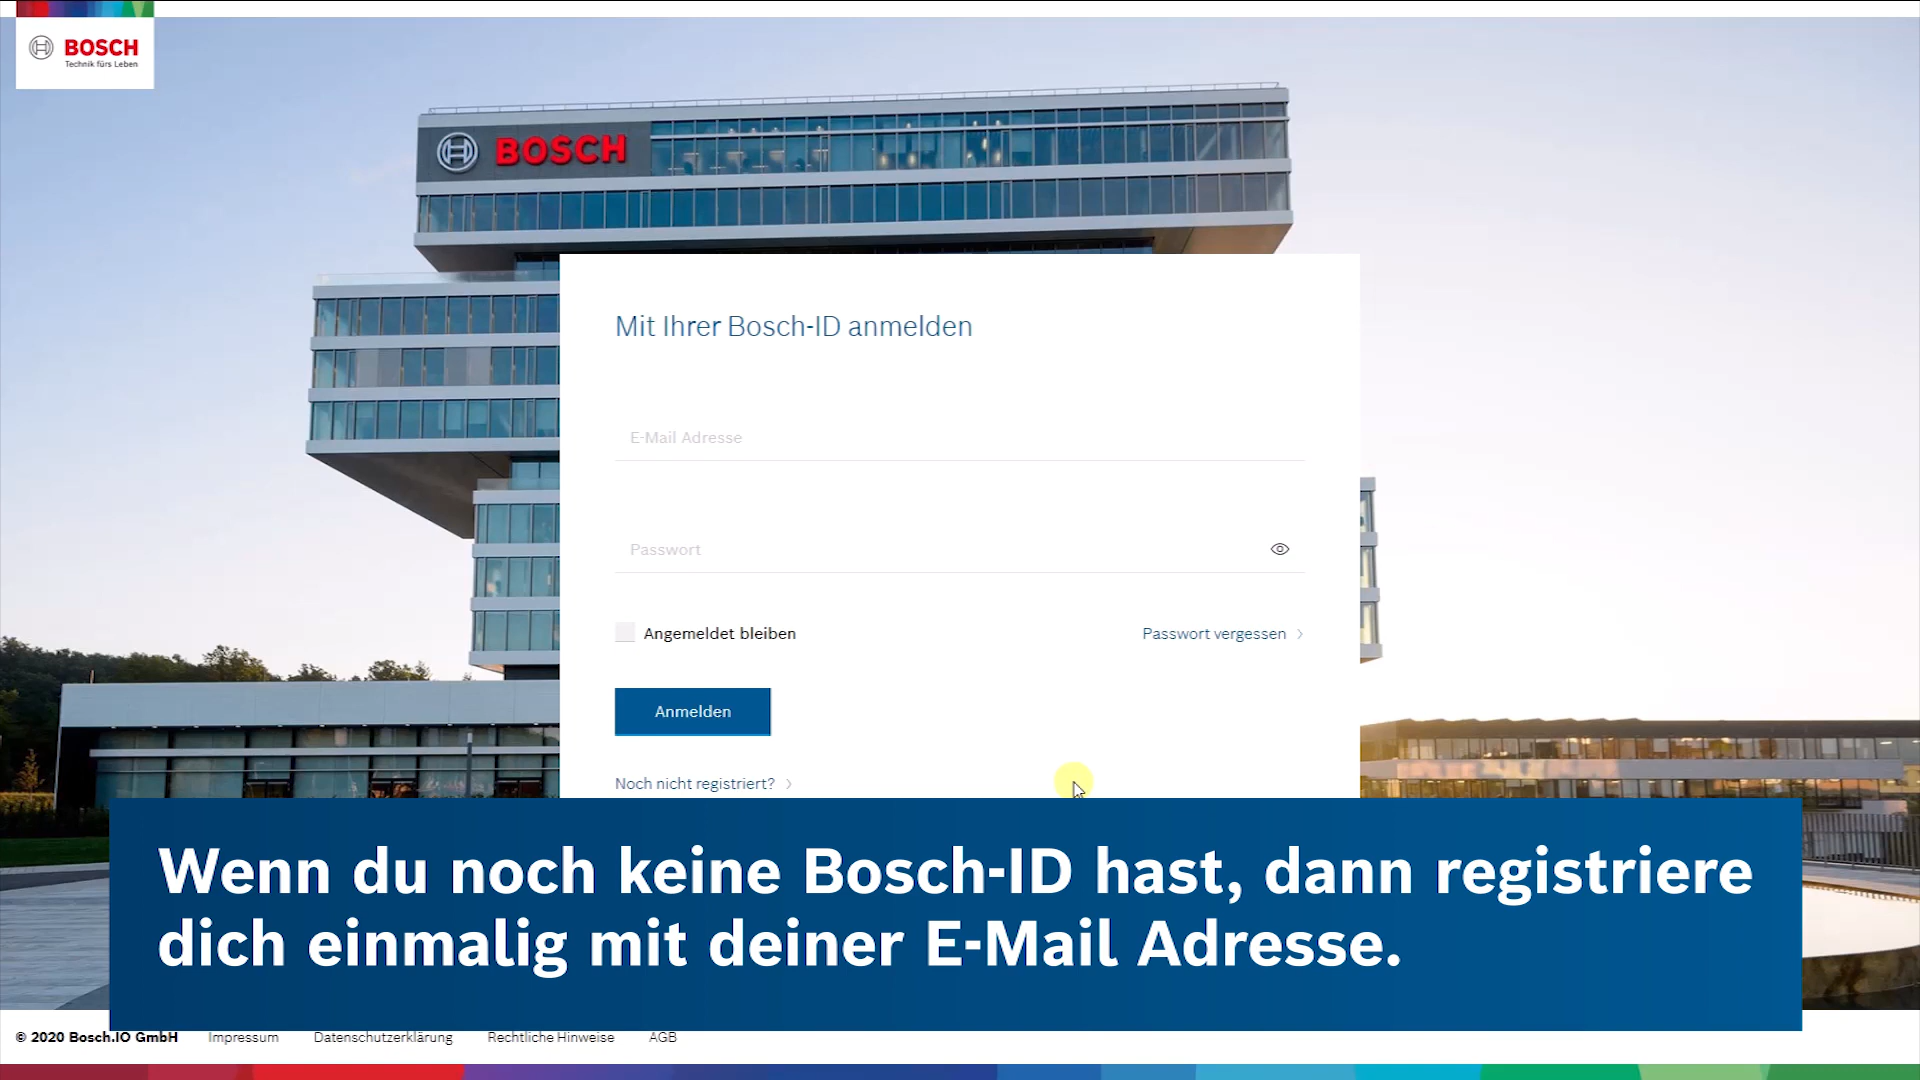 BOSCH
Technik fürs Leben
BOSCH
Mit Ihrer Bosch-ID anmelden
E-Mail Adresse
Passwort
Angemeldet bleiben
Passwort vergessen
Anmelden
Noch nicht registriert?
Wenn du noch keine Bosch-ID hast, dann registriere
dich einmalig mit deiner E-Mail Adresse.
© 2020 Bosch.IO GmbH Impressum Datenschutzerklärung Rechtliche Hinweise AGB